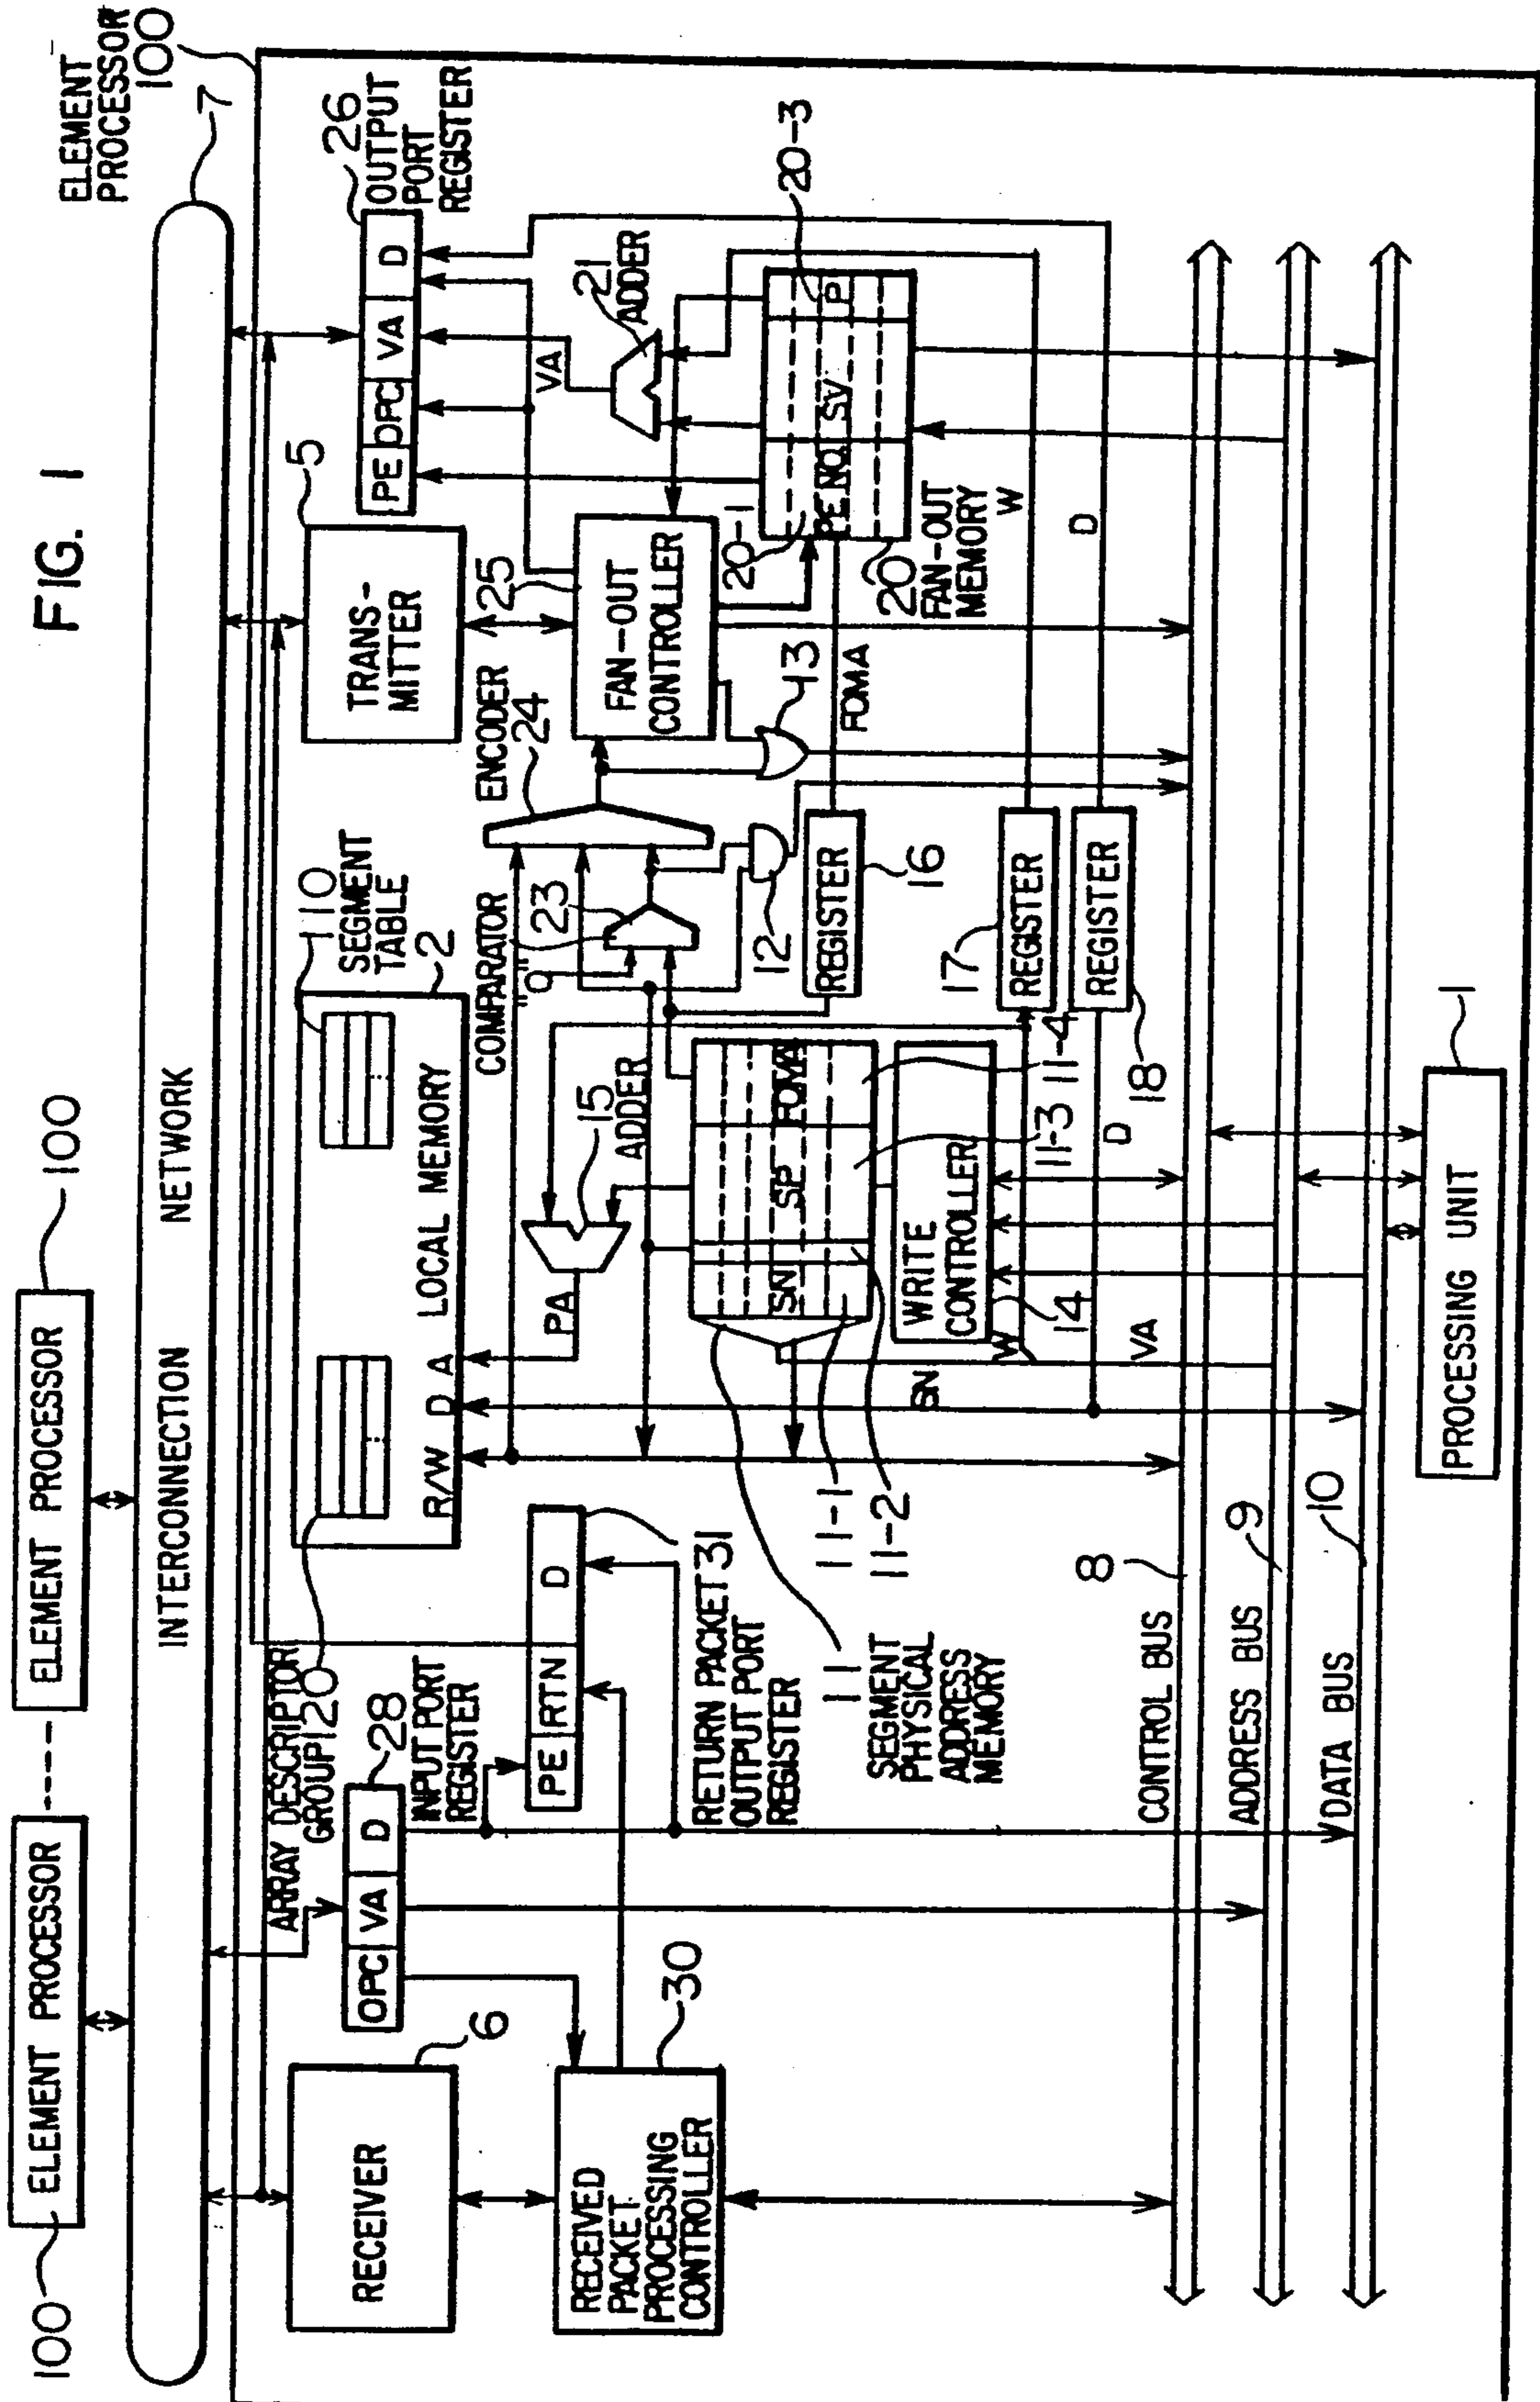 FIG. 1
100
ELEMENT PROCESSOR
ELEMENT PROCESSOR
100
ELEMENT
PROCESSOR
100
INTERCONNECTION NETWORK
7
RECEIVER
6
ARRAY DESCRIPTOR
GROUP 120
OPC VA D
28
INPUT PORT
REGISTER
RECEIVED
PACKET
PROCESSING
CONTROLLER
30
PE RTN D
RETURN PACKET 31
OUTPUT PORT
REGISTER
LOCAL MEMORY
R/W D A
110
SEGMENT
TABLE
2
TRANS-
MITTER
5
PE OPC VA D
26
OUTPUT
PORT
REGISTER
PA
15
ADDER
COMPARATOR
"0"
23
ENCODER
24
FAN-OUT
CONTROLLER
25
VA
21
ADDER
12
43
SN SP FOMA
11
SEGMENT
PHYSICAL
ADDRESS
MEMORY
11-1
11-2
11-3
11-4
WRITE
CONTROLLER
14
REGISTER
16
FOMA
20-1
PE NO. SV P
20-3
20
FAN-OUT
MEMORY
W
D
17
REGISTER
REGISTER
18
D
SN
W
VA
CONTROL BUS
8
ADDRESS BUS
9
DATA BUS
10
PROCESSING UNIT
1